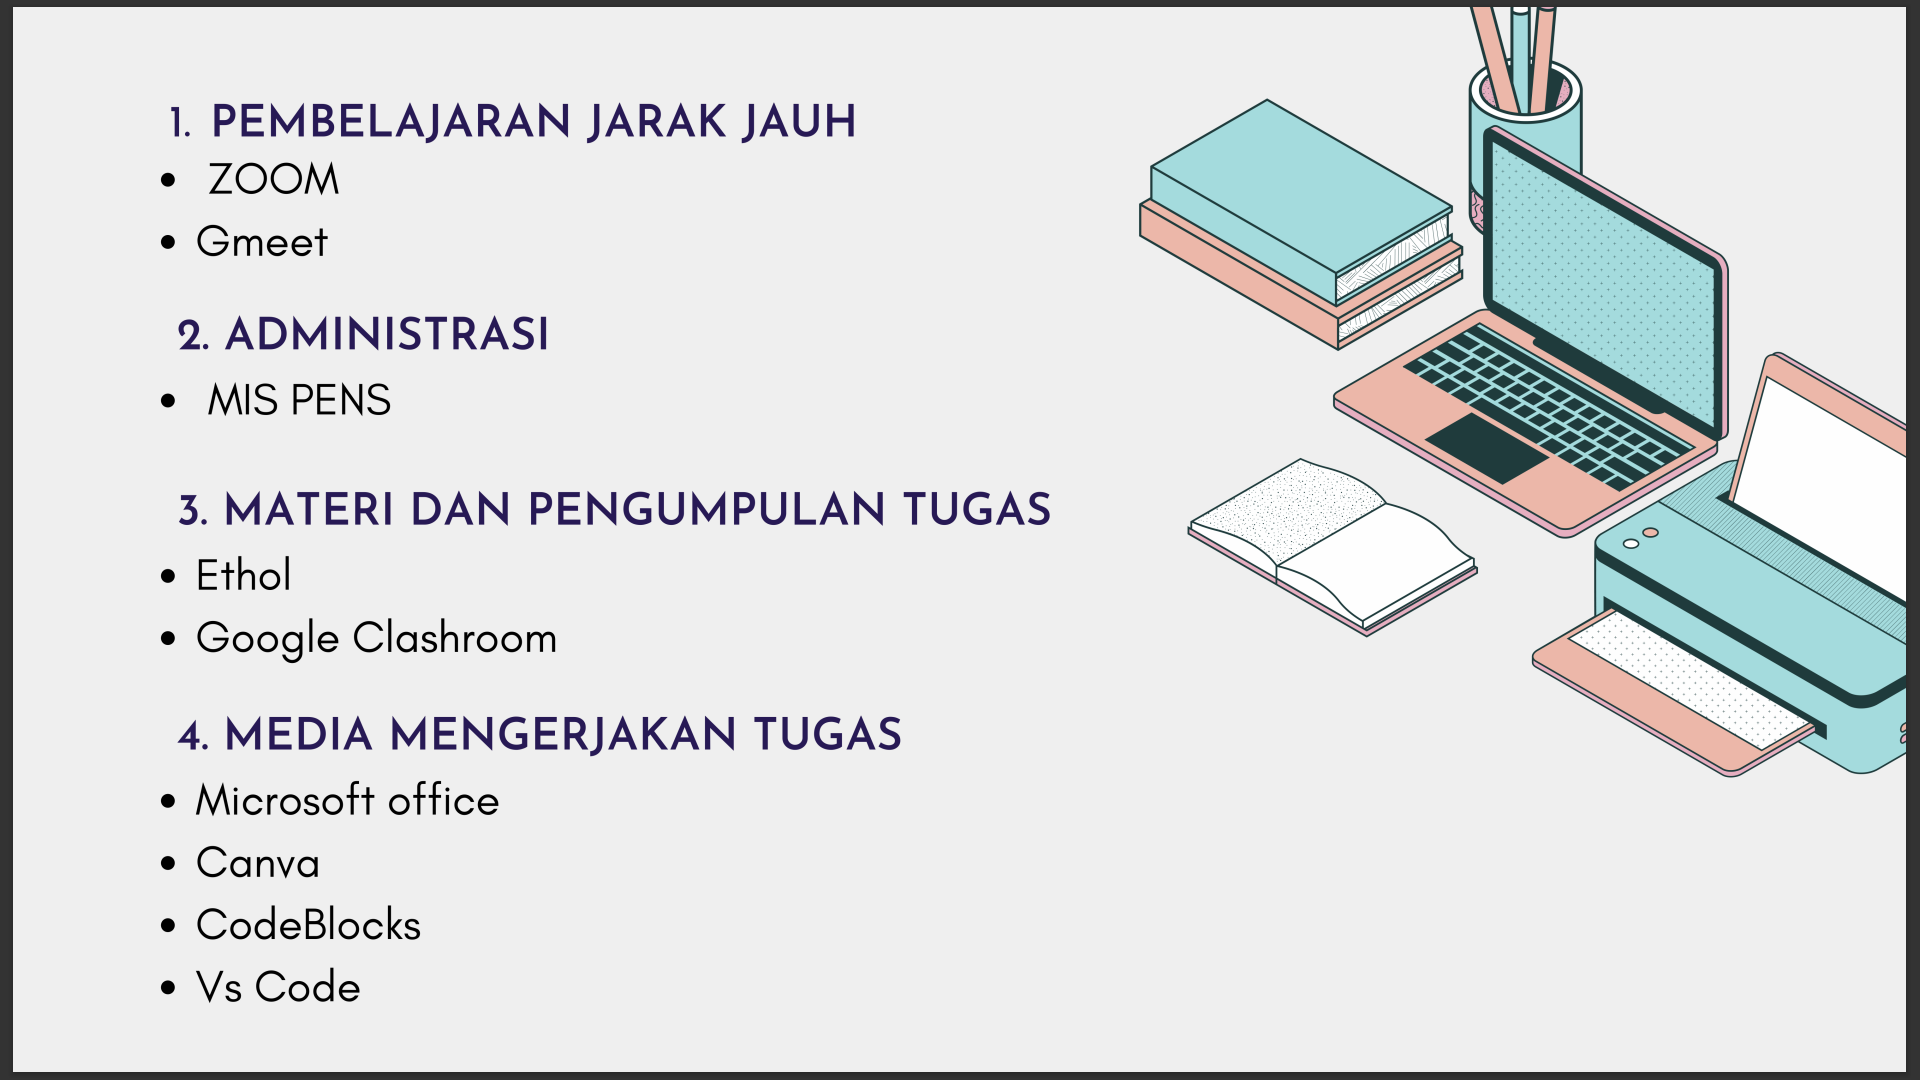 1. PEMBELAJARAN JARAK JAUH
• ZOOM
• Gmeet
2. ADMINISTRASI
• MIS PENS
3. MATERI DAN PENGUMPULAN TUGAS
• Ethol
• Google Clashroom
4. MEDIA MENGERJAKAN TUGAS
• Microsoft office
• Canva
• CodeBlocks
• Vs Code